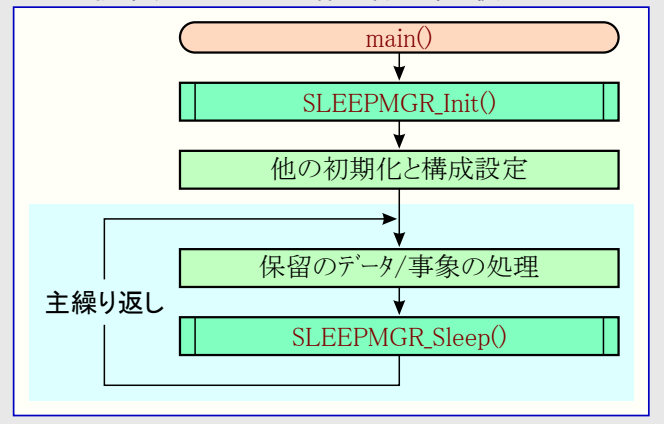 main()
SLEEPMGR_Init()
他の初期化と構成設定
保留のデータ/事象の処理
主繰り返し
SLEEPMGR_Sleep()